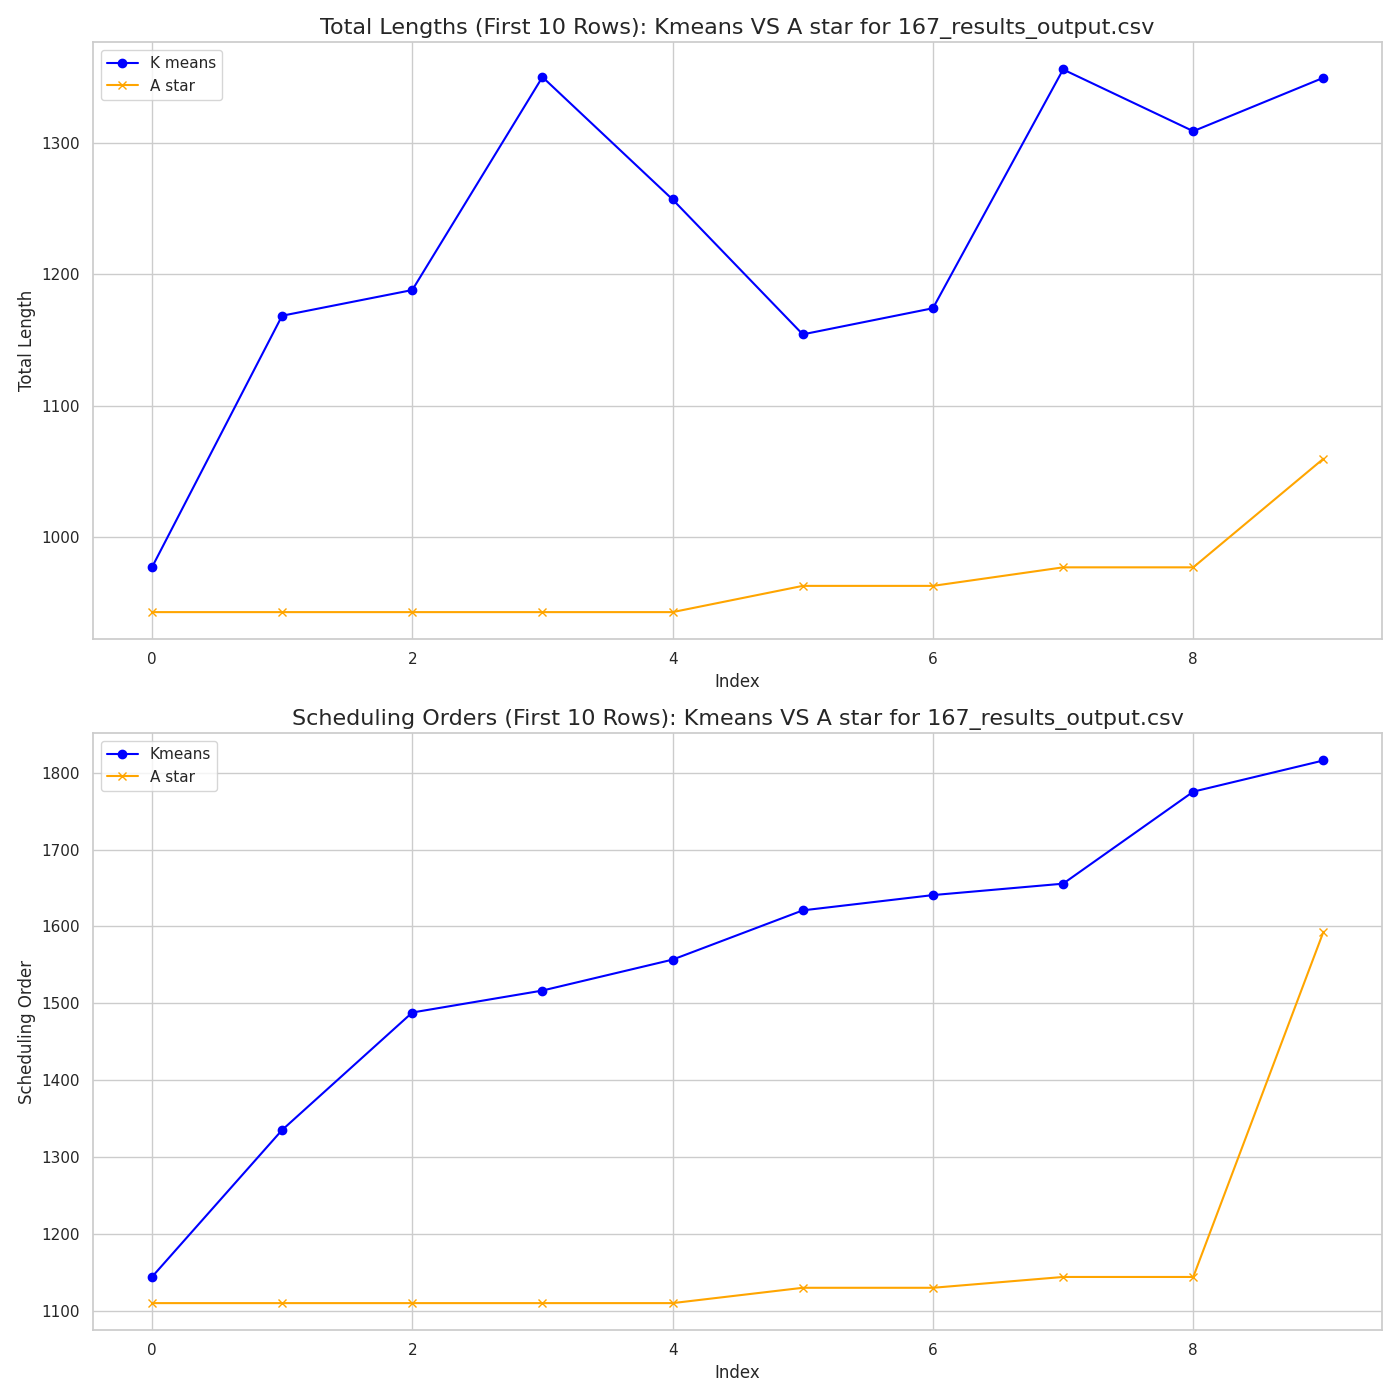 Total Lengths (First 10 Rows): Kmeans VS A star for 167_results_output.csv
K means
A star
1300
1200
1100
1000
Total Length
0 2 4 6 8
Index
Scheduling Orders (First 10 Rows): Kmeans VS A star for 167_results_output.csv
Kmeans
A star
1800
1700
1600
1500
1400
1300
1200
1100
Scheduling Order
0 2 4 6 8
Index